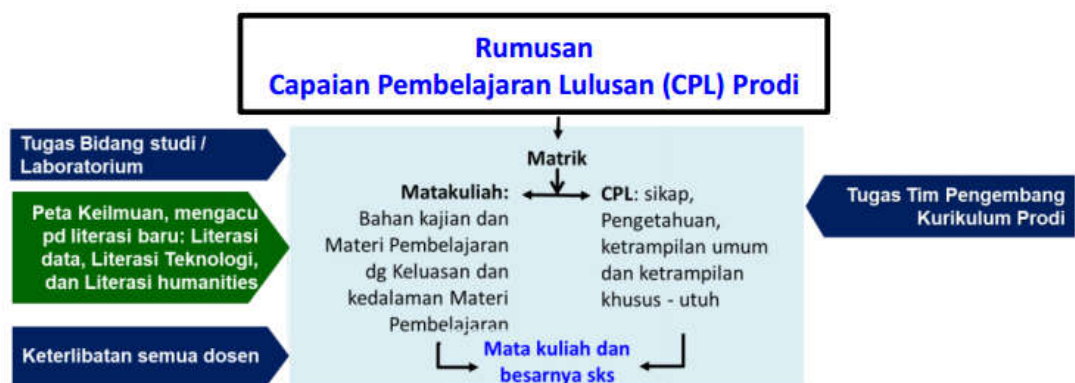 Rumusan
Capaian Pembelajaran Lulusan (CPL) Prodi
Tugas Bidang studi /
Laboratorium
Peta Keilmuan, mengacu
pd literasi baru: Literasi
data, Literasi Teknologi,
dan Literasi humanities
Keterlibatan semua dosen
Matrik
Matakuliah:
Bahan kajian dan
Materi Pembelajaran
dg Keluasan dan
kedalaman Materi
Pembelajaran
CPL: sikap,
Pengetahuan,
ketrampilan umum
dan ketrampilan
khusus - utuh
Mata kuliah dan
besarnya sks
Tugas Tim Pengembang
Kurikulum Prodi